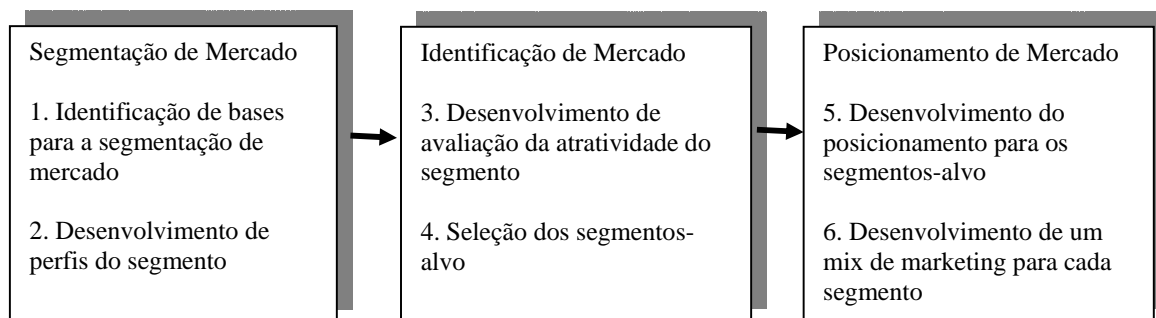 Segmentação de Mercado
1. Identificação de bases
para a segmentação de
mercado
2. Desenvolvimento de
perfis do segmento
Identificação de Mercado
3. Desenvolvimento de
avaliação da atratividade do
segmento
4. Seleção dos segmentos-
alvo
Posicionamento de Mercado
5. Desenvolvimento do
posicionamento para os
segmentos-alvo
6. Desenvolvimento de um
mix de marketing para cada
segmento